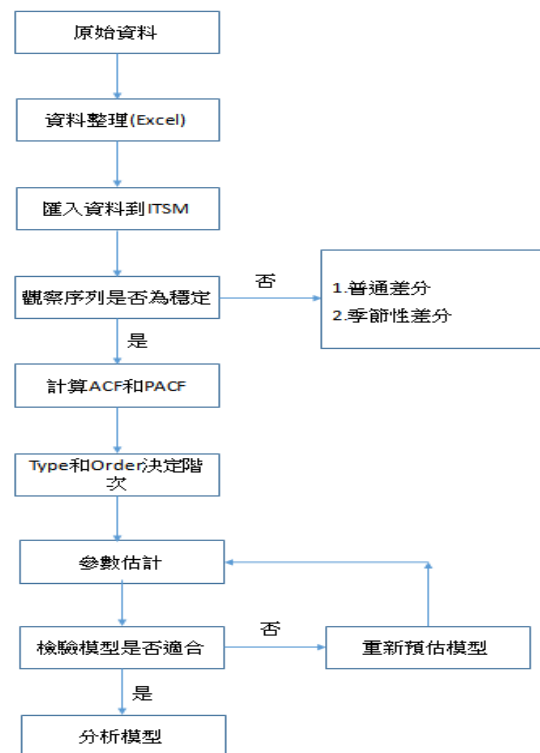 原始資料
資料整理(Excel)
匯入資料到ITSM
觀察序列是否為穩定
否
1.普通差分
2.季節性差分
是
計算ACF和PACF
Type和Order決定階
次
參數估計
檢驗模型是否適合
否
重新預估模型
是
分析模型